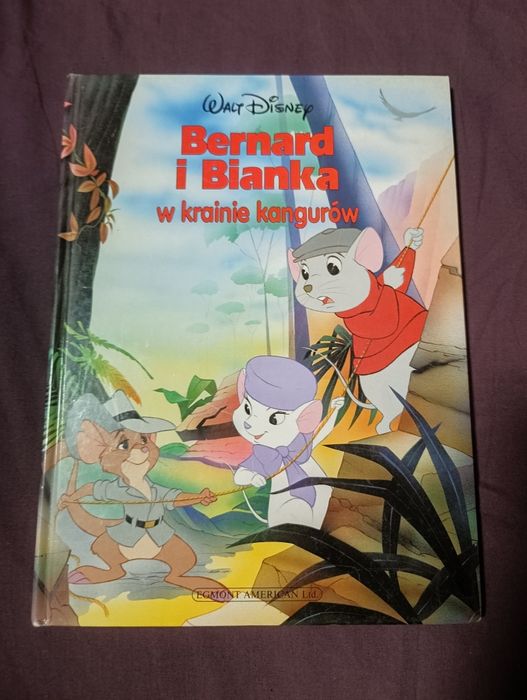 WALT DISNEY
Bernard
i Bianka
w krainie kangurów
EGMONT AMERICAN Ltd.